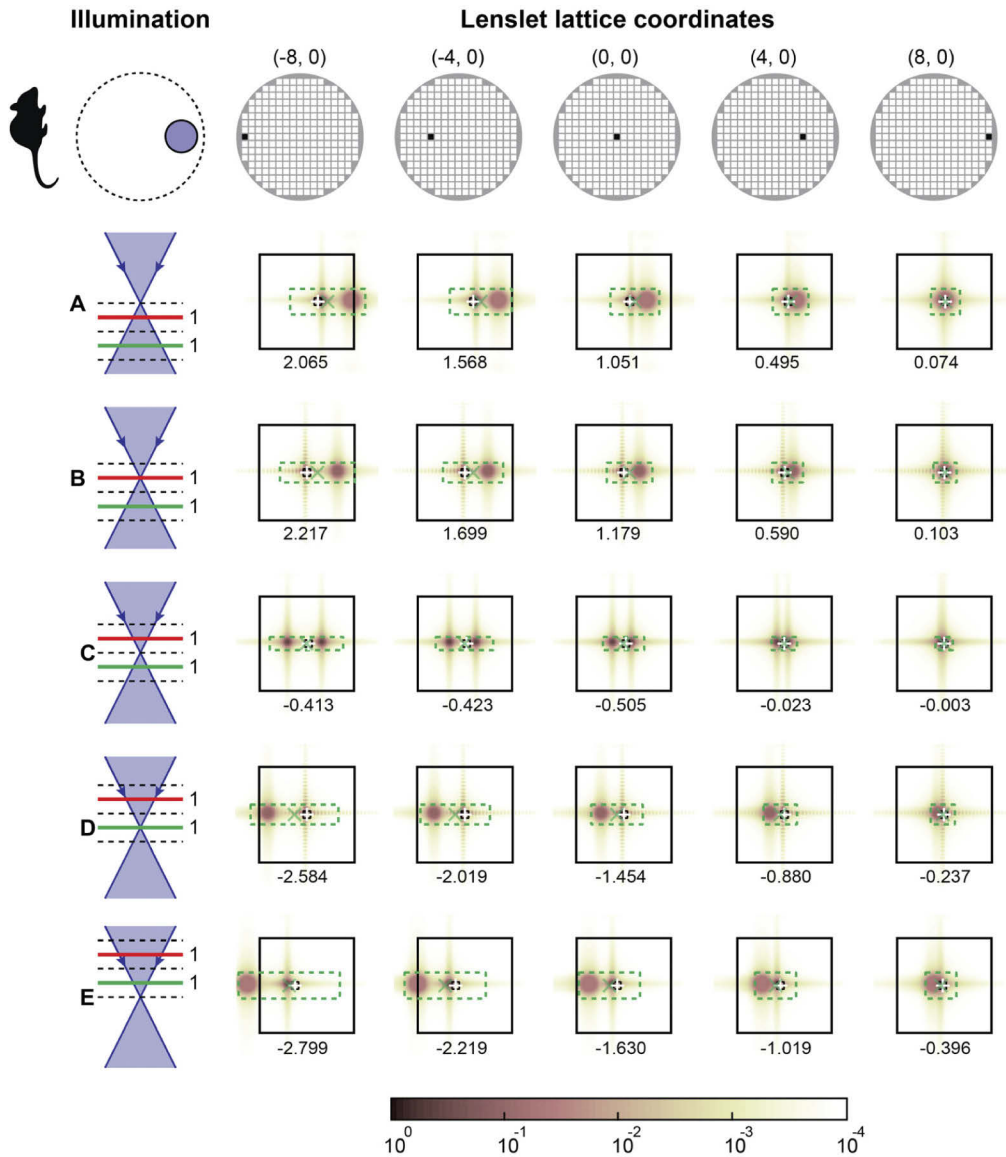 Illumination Lenslet lattice coordinates
(-8, 0) (-4, 0) (0, 0) (4, 0) (8, 0)
A 1
1
2.065 1.568 1.051 0.495 0.074
B 1
1
2.217 1.699 1.179 0.590 0.103
C 1
1
-0.413 -0.423 -0.505 -0.023 -0.003
D 1
1
-2.584 -2.019 -1.454 -0.880 -0.237
E 1
1
-2.799 -2.219 -1.630 -1.019 -0.396
10⁰ 10⁻¹ 10⁻² 10⁻³ 10⁻⁴